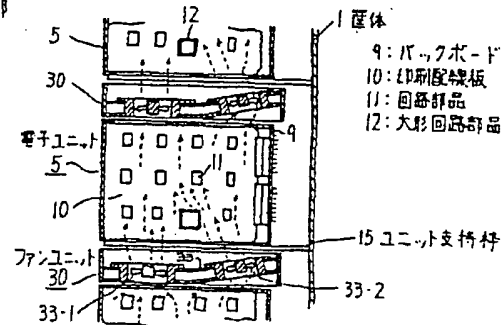 12
1 筐体
5
9: バックボード
10: 印刷配線板
11: 回路部品
12: 大形回路部品
30
9
電子ユニット
5
11
10
15 ユニット支持枠
ファンユニット
33
30
33-1
33-2